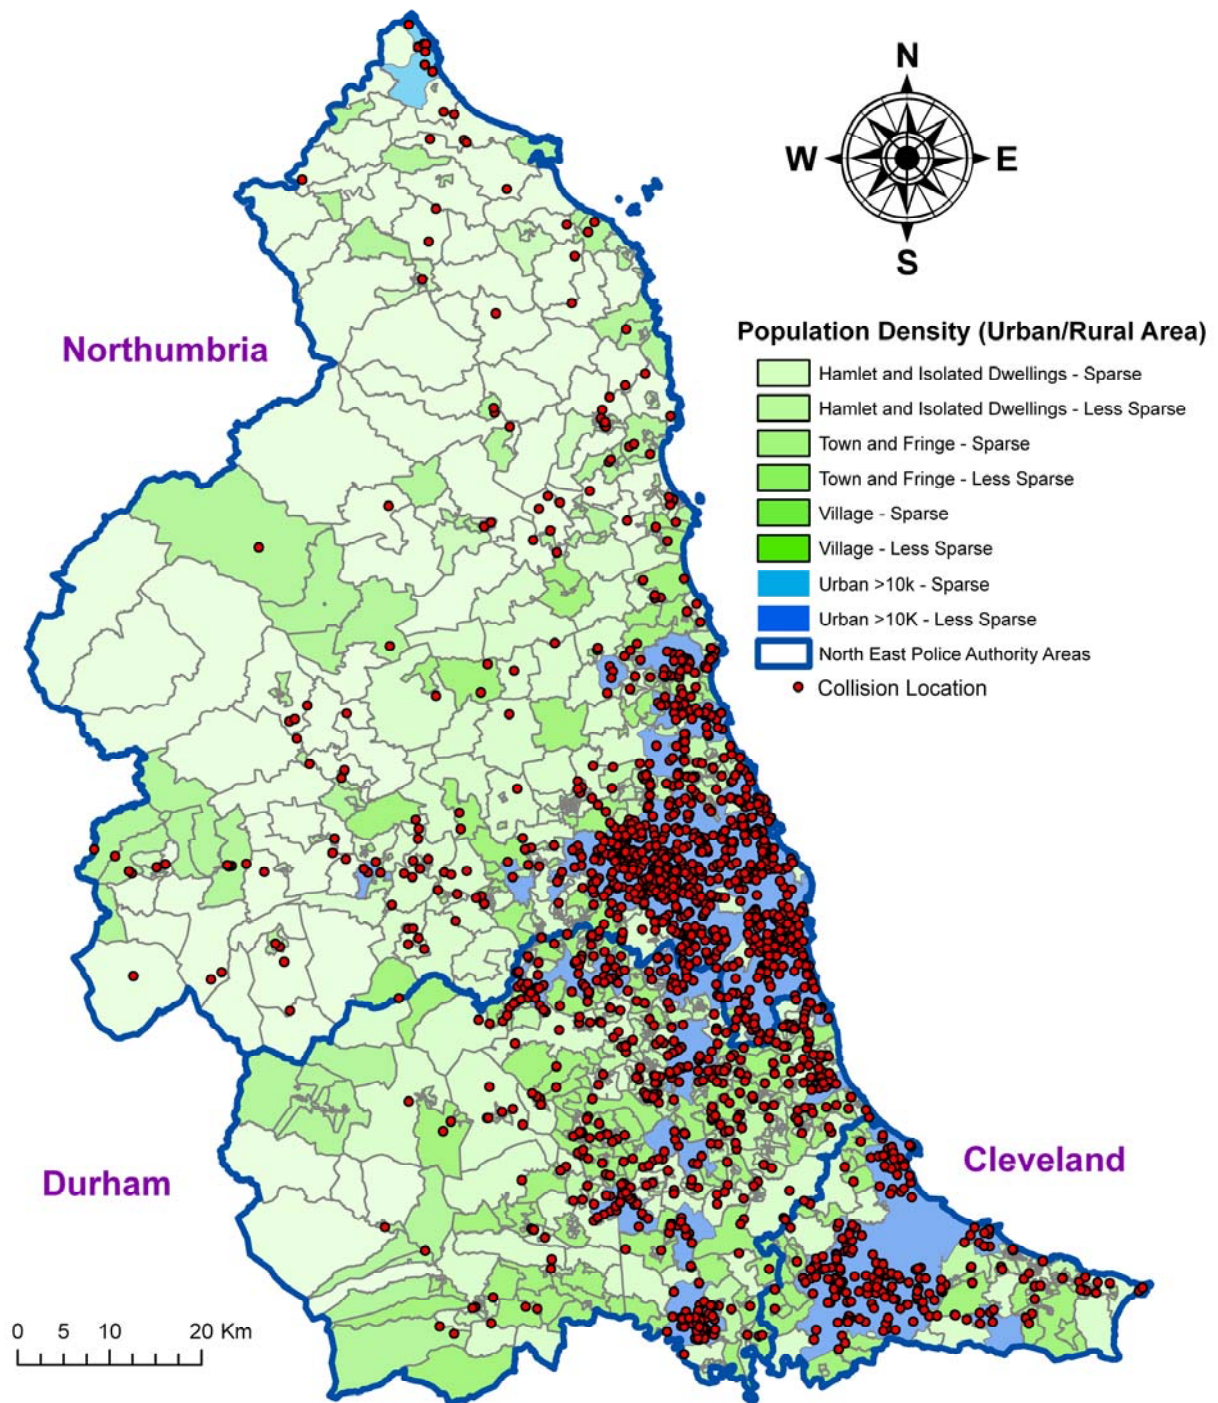 N
W E
S
Northumbria
Population Density (Urban/Rural Area)
Hamlet and Isolated Dwellings - Sparse
Hamlet and Isolated Dwellings - Less Sparse
Town and Fringe - Sparse
Town and Fringe - Less Sparse
Village - Sparse
Village - Less Sparse
Urban >10k - Sparse
Urban >10K - Less Sparse
North East Police Authority Areas
Collision Location
Durham
Cleveland
0 5 10 20 Km